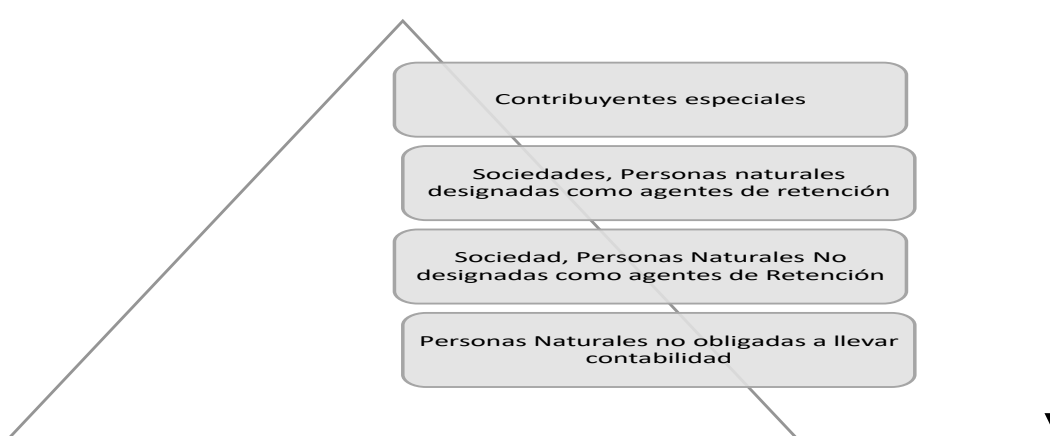 Contribuyentes especiales
Sociedades, Personas naturales
designadas como agentes de retención
Sociedad, Personas Naturales No
designadas como agentes de Retención
Personas Naturales no obligadas a llevar
contabilidad